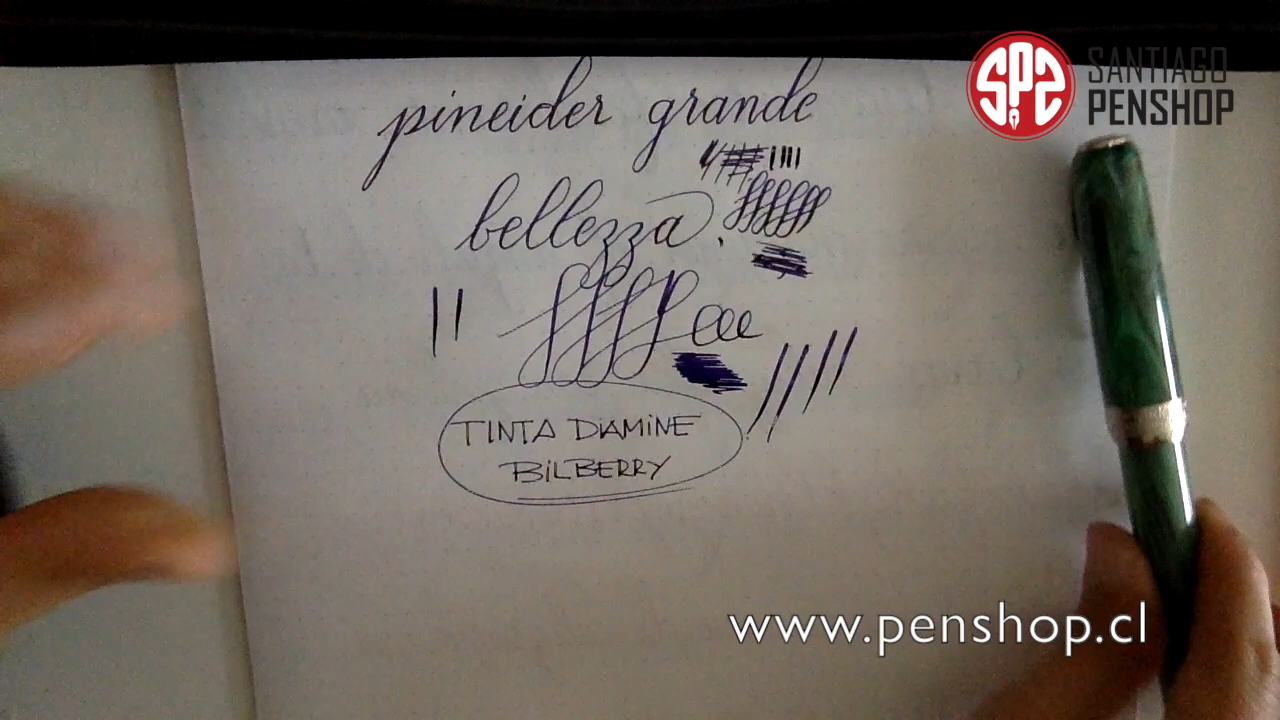 SANTIAGO
PENSHOP
pineider grande
bellezza.
TINTA DiAMiNE
BiLBERRY
www.penshop.cl